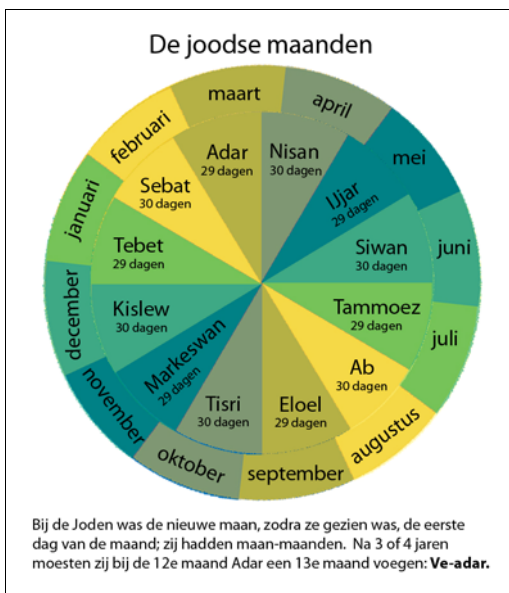 De joodse maanden
maart
april
mei
juni
juli
augustus
september
oktober
november
december
januari
februari
Adar
29 dagen
Nisan
30 dagen
IJjar
29 dagen
Siwan
30 dagen
Tammoez
29 dagen
Ab
30 dagen
Eloel
29 dagen
Tisri
30 dagen
Markeswan
29 dagen
Kislew
30 dagen
Tebet
29 dagen
Sebat
30 dagen
Bij de Joden was de nieuwe maan, zodra ze gezien was, de eerste
dag van de maand; zij hadden maan-maanden. Na 3 of 4 jaren
moesten zij bij de 12e maand Adar een 13e maand voegen: Ve-adar.